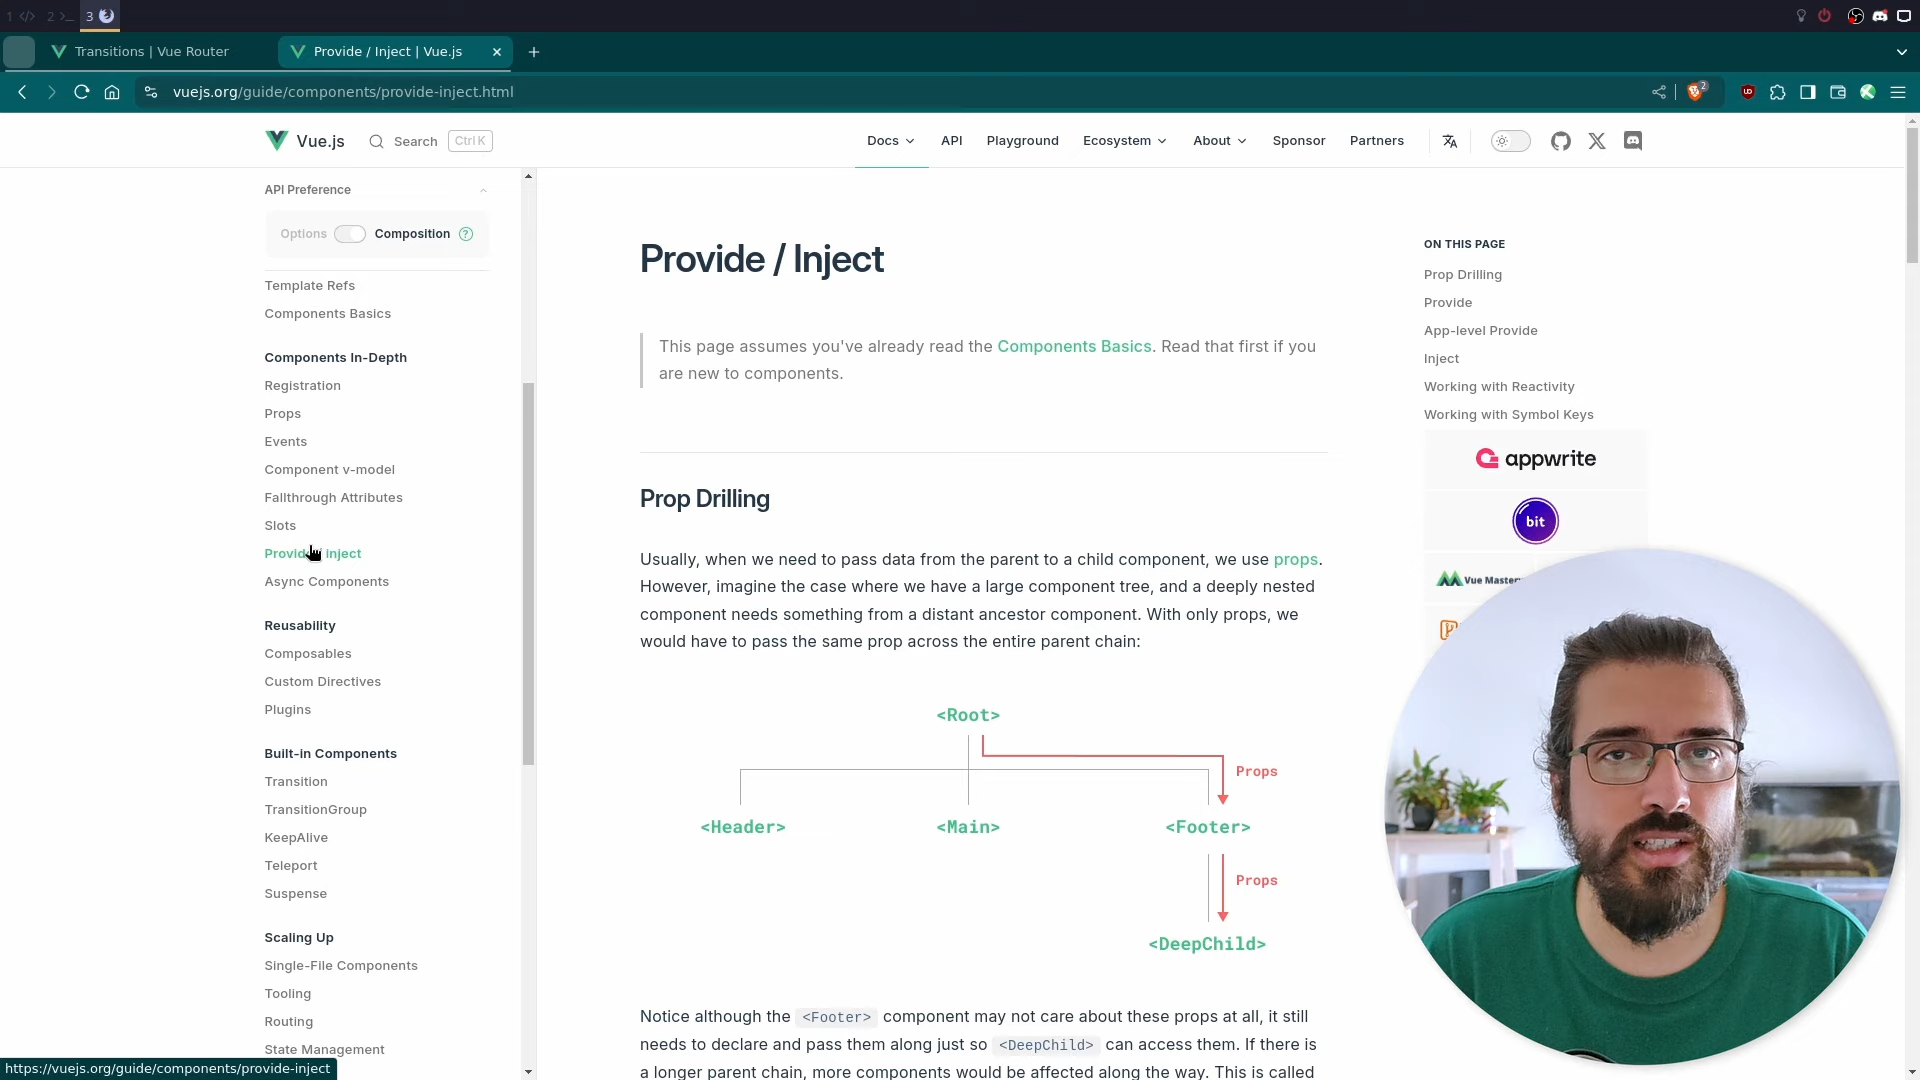 1
2
3
Transitions | Vue Router
Provide / Inject | Vue.js
vuejs.org/guide/components/provide-inject.html
2
Vue.js
Search
Ctrl K
Docs
API
Playground
Ecosystem
About
Sponsor
Partners
API Preference
Options
Composition
?
Template Refs
Components Basics
Components In-Depth
Registration
Props
Events
Component v-model
Fallthrough Attributes
Slots
inject
Async Components
Reusability
Composables
Custom Directives
Plugins
Built-in Components
Transition
TransitionGroup
KeepAlive
Teleport
Suspense
Scaling Up
Single-File Components
Tooling
Routing
State Management
https://vuejs.org/guide/components/provide-inject
Provide / Inject
This page assumes you've already read the Components Basics. Read that first if you
are new to components.
Prop Drilling
Usually, when we need to pass data from the parent to a child component, we use props.
However, imagine the case where we have a large component tree, and a deeply nested
component needs something from a distant ancestor component. With only props, we
would have to pass the same prop across the entire parent chain:
<Root>
Props
<Header>
<Main>
<Footer>
Props
<DeepChild>
Notice although the <Footer> component may not care about these props at all, it still
needs to declare and pass them along just so <DeepChild> can access them. If there is
a longer parent chain, more components would be affected along the way. This is called
ON THIS PAGE
Prop Drilling
Provide
App-level Provide
Inject
Working with Reactivity
Working with Symbol Keys
appwrite
bit
Vue